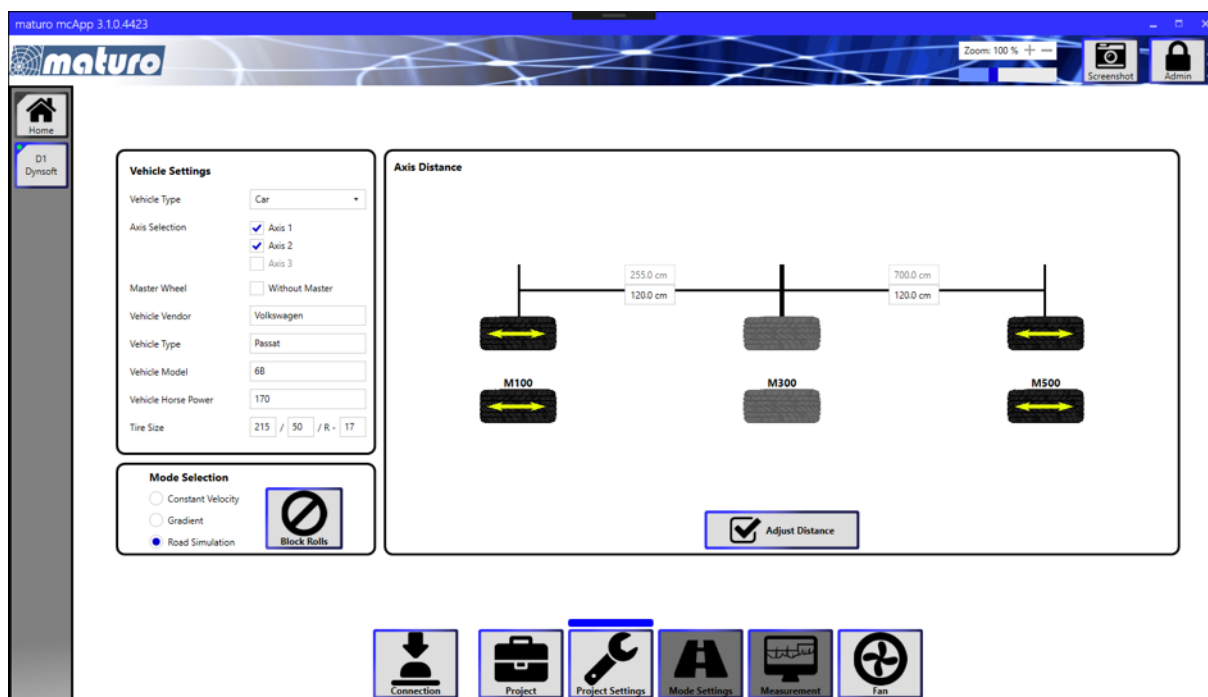 maturo mcApp 3.1.0.4423
maturo
Zoom: 100 %
Screenshot
Admin
Home
D1
Dynsoft
Vehicle Settings
Vehicle Type Car
Axis Selection Axis 1
Axis 2
Axis 3
Master Wheel Without Master
Vehicle Vendor Volkswagen
Vehicle Type Passat
Vehicle Model 6B
Vehicle Horse Power 170
Tire Size 215 / 50 / R - 17
Mode Selection
Constant Velocity
Gradient
Road Simulation
Block Rolls
Axis Distance
255.0 cm 700.0 cm
120.0 cm 120.0 cm
M100 M300 M500
Adjust Distance
Connection Project Project Settings Mode Settings Measurement Fan